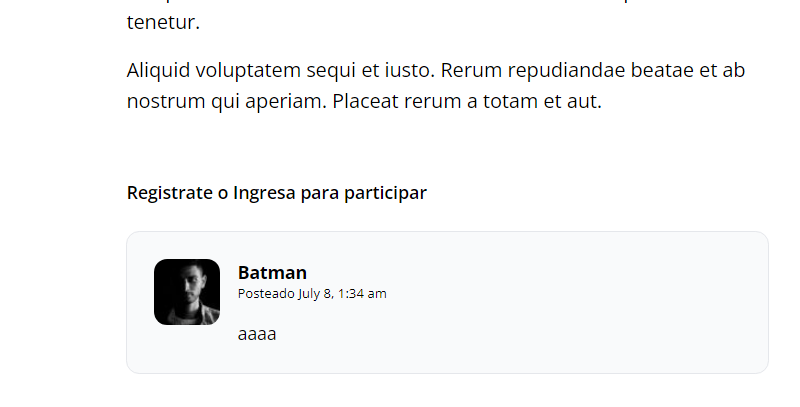 tenetur.
Aliquid voluptatem sequi et iusto. Rerum repudiandae beatae et ab
nostrum qui aperiam. Placeat rerum a totam et aut.
Registrate o Ingresa para participar
Batman
Posteado July 8, 1:34 am
aaaa